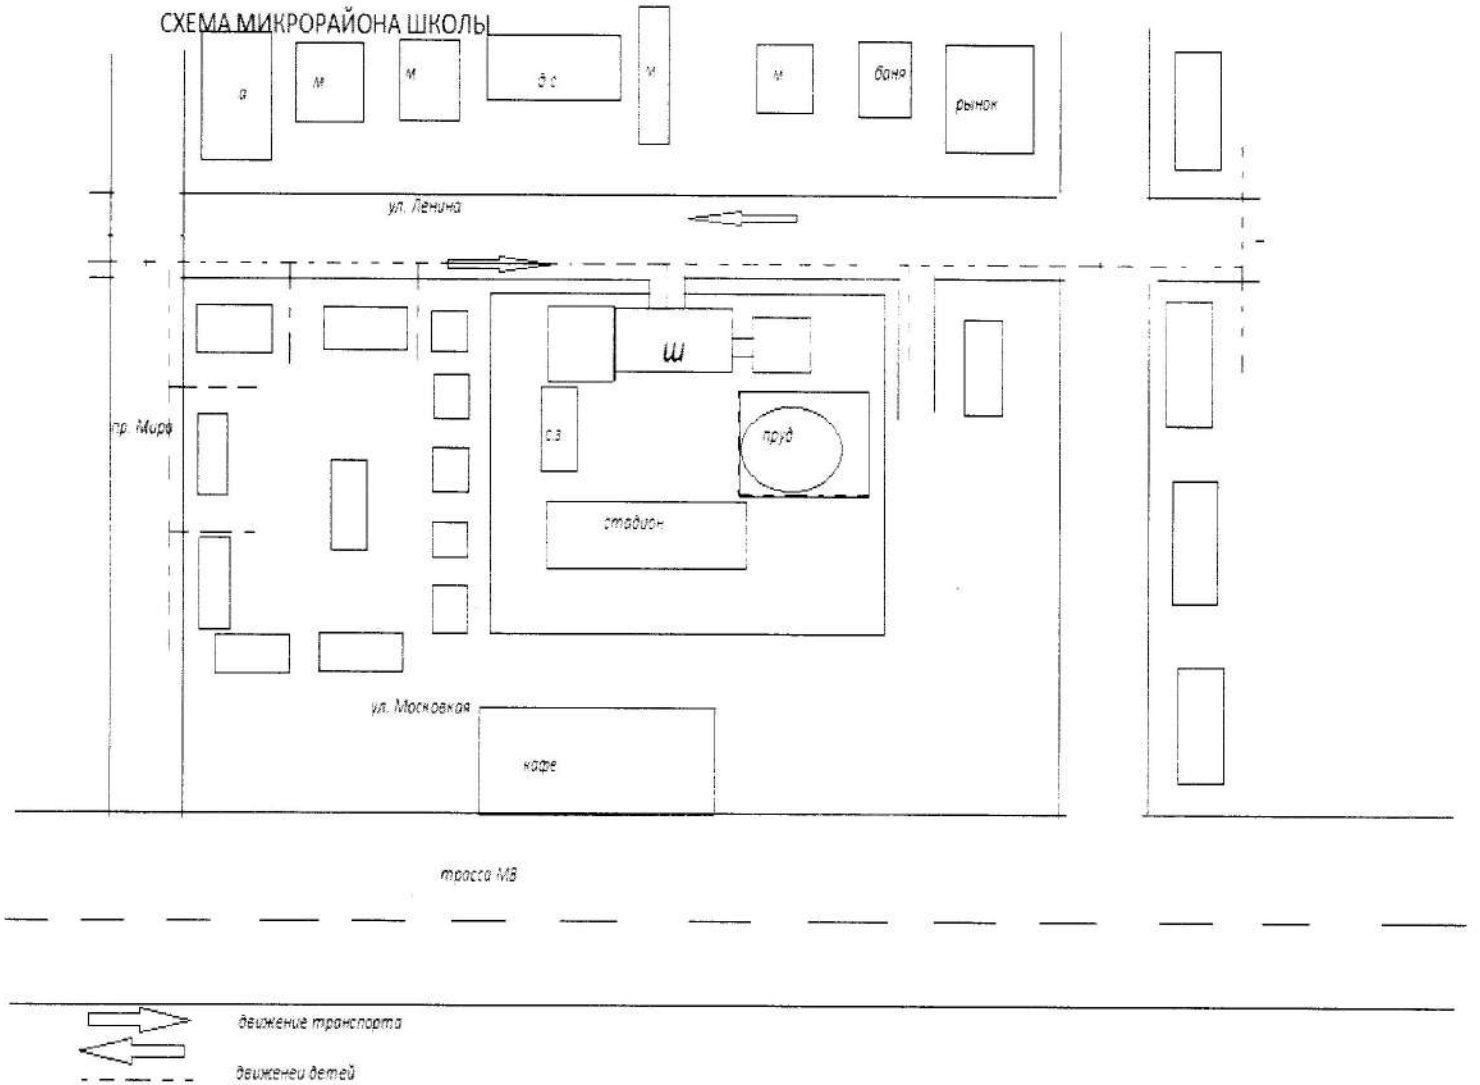 СХЕМА МИКРОРАЙОНА ШКОЛЫ
а
м
м
д с
м
м
баня
рынок
ул. Ленина
Ш
пр. Мира
с.з
пруд
стадион
ул. Московкая
кафе
трасса М8
движение транспорта
движенеи детей